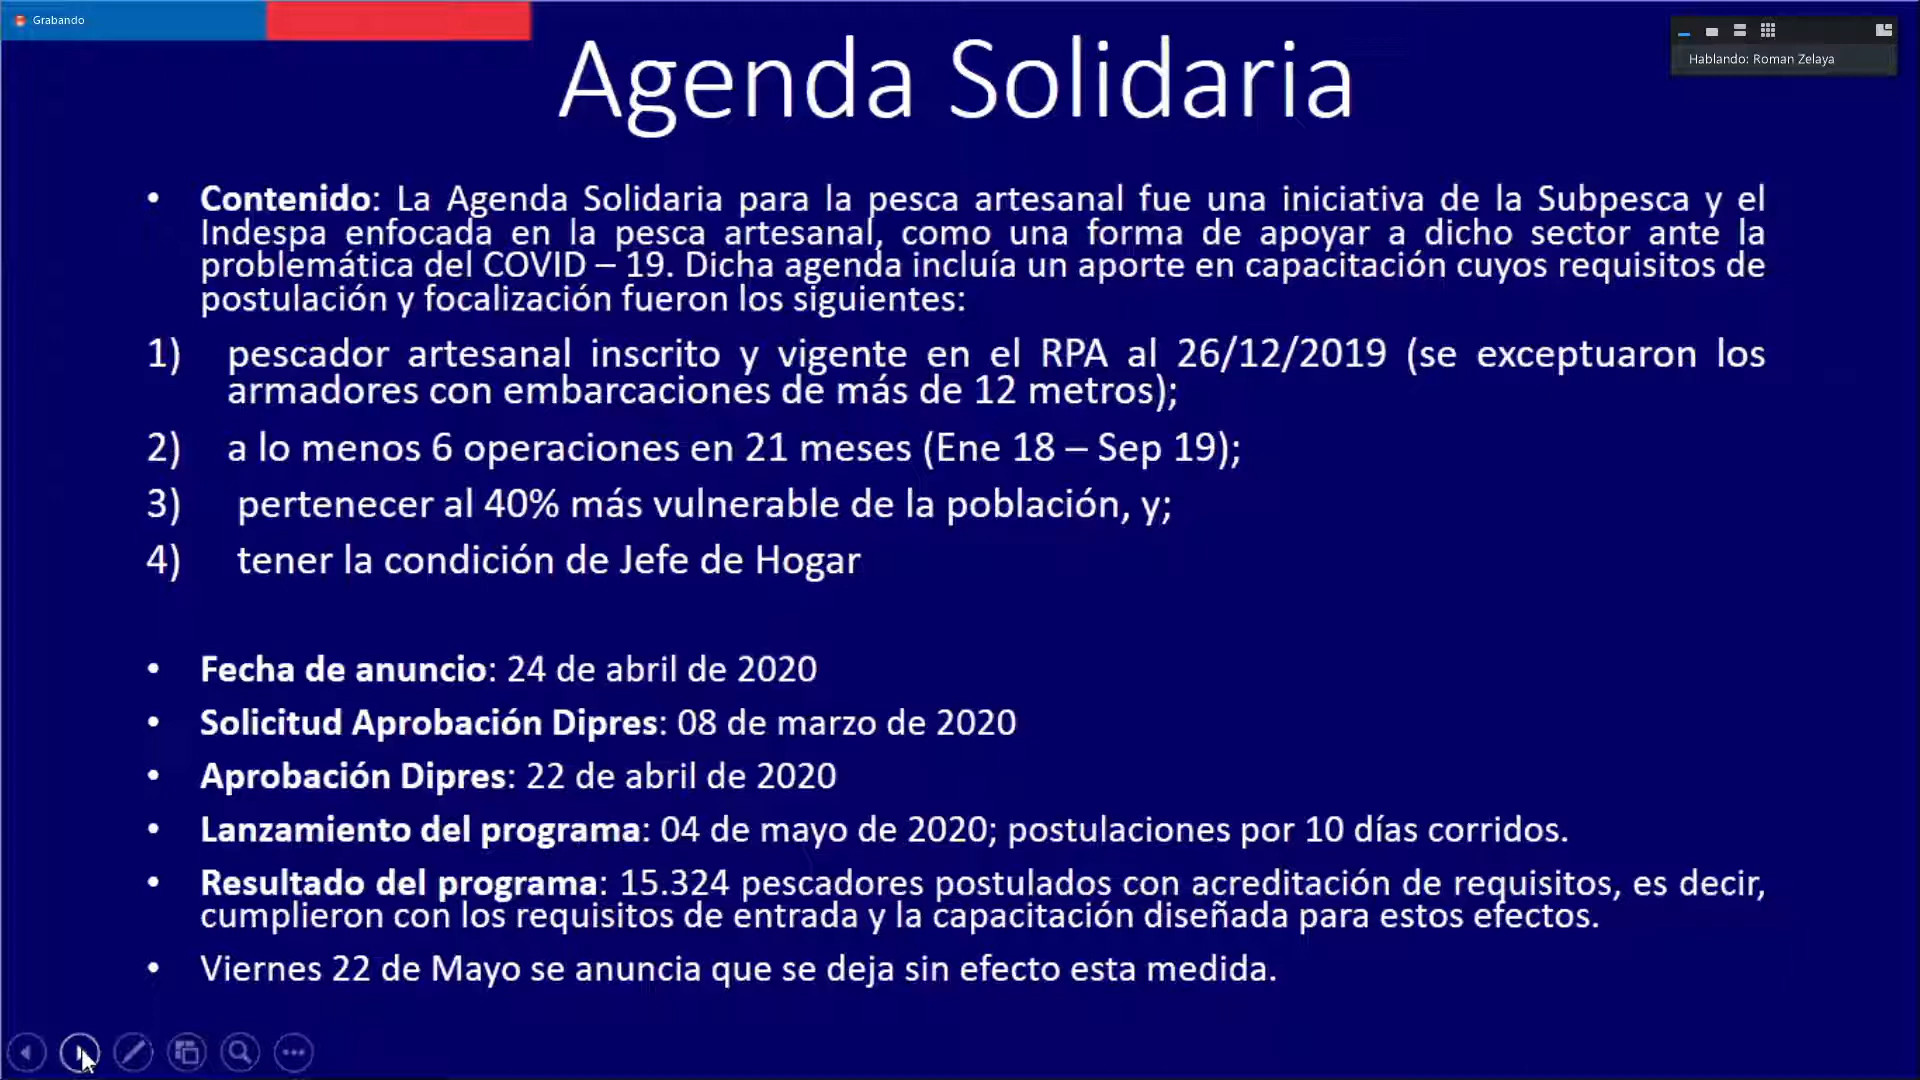 Grabando
Hablando: Roman Zelaya
Agenda Solidaria
• Contenido: La Agenda Solidaria para la pesca artesanal fue una iniciativa de la Subpesca y el
Indespa enfocada en la pesca artesanal, como una forma de apoyar a dicho sector ante la
problemática del COVID – 19. Dicha agenda incluía un aporte en capacitación cuyos requisitos de
postulación y focalización fueron los siguientes:
1) pescador artesanal inscrito y vigente en el RPA al 26/12/2019 (se exceptuaron los
armadores con embarcaciones de más de 12 metros);
2) a lo menos 6 operaciones en 21 meses (Ene 18 – Sep 19);
3) pertenecer al 40% más vulnerable de la población, y;
4) tener la condición de Jefe de Hogar
• Fecha de anuncio: 24 de abril de 2020
• Solicitud Aprobación Dipres: 08 de marzo de 2020
• Aprobación Dipres: 22 de abril de 2020
• Lanzamiento del programa: 04 de mayo de 2020; postulaciones por 10 días corridos.
• Resultado del programa: 15.324 pescadores postulados con acreditación de requisitos, es decir,
cumplieron con los requisitos de entrada y la capacitación diseñada para estos efectos.
• Viernes 22 de Mayo se anuncia que se deja sin efecto esta medida.